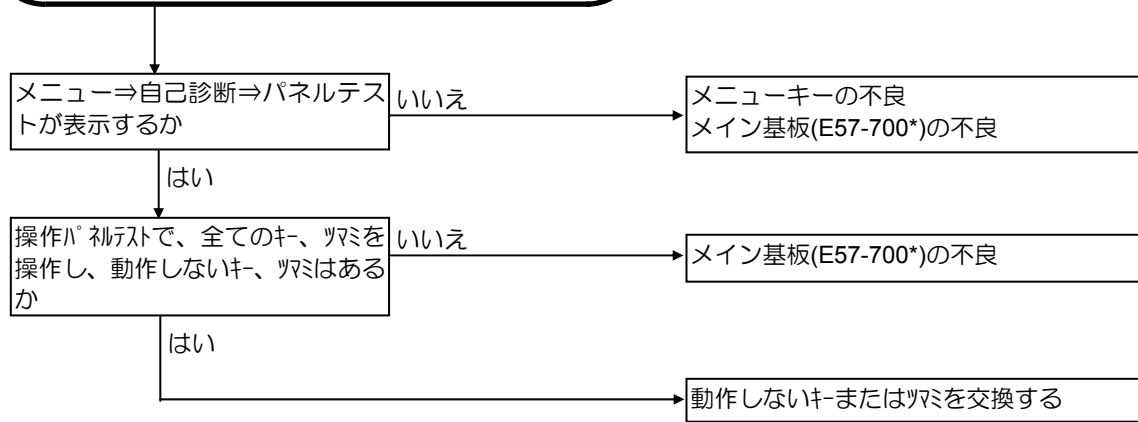 メニュー⇒自己診断⇒パネルテス
トが表示するか
いいえ
メニューキーの不良
メイン基板(E57-700*)の不良
はい
操作ﾊﾟﾈﾙﾃｽﾄで、全てのｷｰ、ﾂﾏﾐを
操作し、動作しないｷｰ、ﾂﾏﾐはある
か
いいえ
メイン基板(E57-700*)の不良
はい
動作しないｷｰまたはﾂﾏﾐを交換する